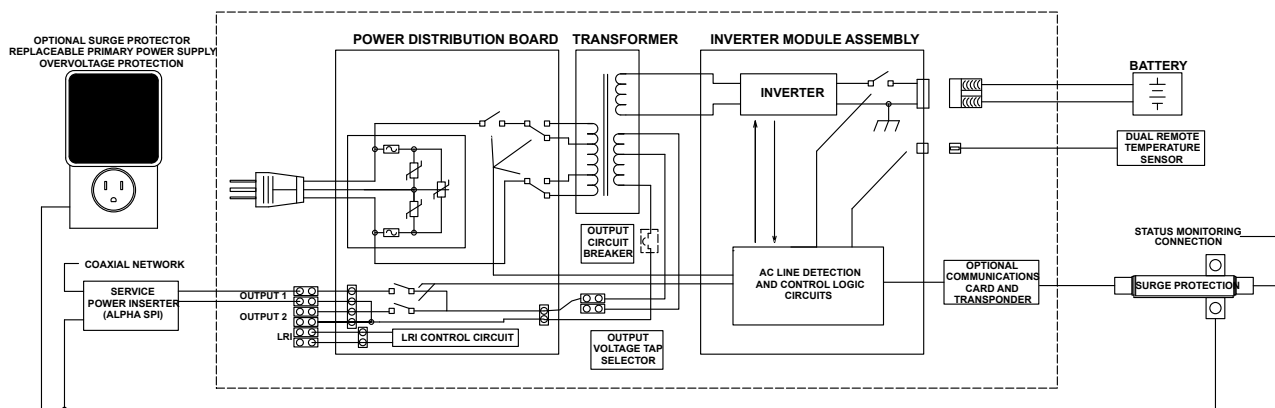 OPTIONAL SURGE PROTECTOR
REPLACEABLE PRIMARY POWER SUPPLY
OVERVOLTAGE PROTECTION
POWER DISTRIBUTION BOARD
TRANSFORMER
INVERTER MODULE ASSEMBLY
BATTERY
INVERTER
DUAL REMOTE
TEMPERATURE
SENSOR
OUTPUT
CIRCUIT
BREAKER
STATUS MONITORING
CONNECTION
COAXIAL NETWORK
SERVICE
POWER INSERTER
(ALPHA SPI)
OUTPUT 1
OUTPUT 2
LRI
LRI CONTROL CIRCUIT
OUTPUT
VOLTAGE TAP
SELECTOR
AC LINE DETECTION
AND CONTROL LOGIC
CIRCUITS
OPTIONAL
COMMUNICATIONS
CARD AND
TRANSPONDER
SURGE PROTECTION